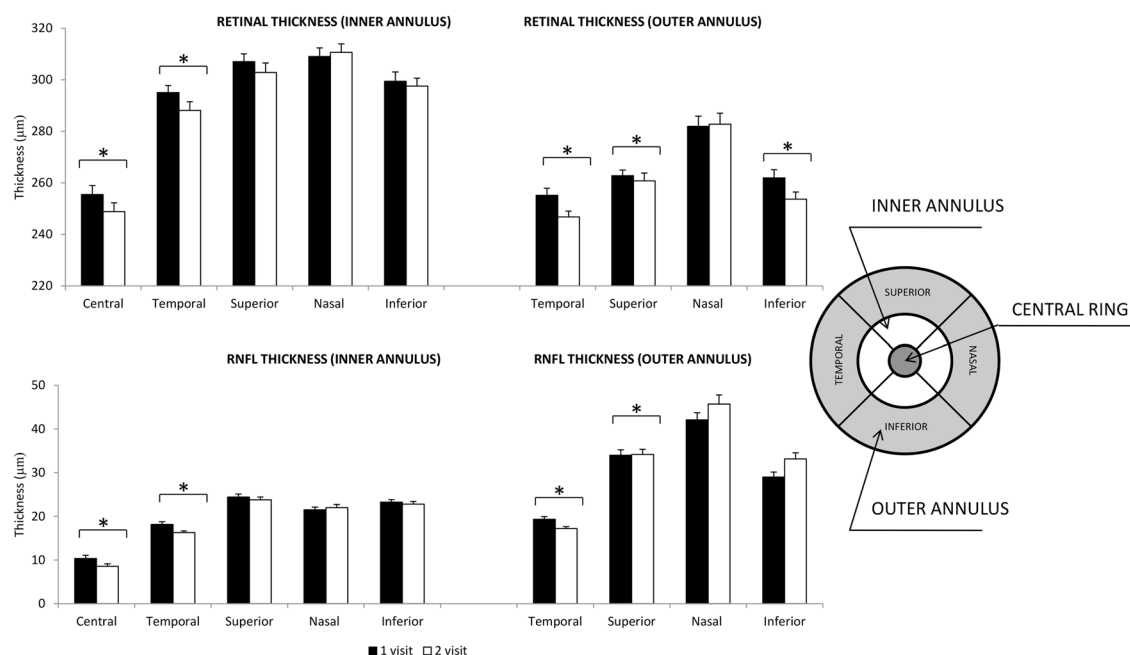 RETINAL THICKNESS (INNER ANNULUS)
RETINAL THICKNESS (OUTER ANNULUS)
Thickness (μm)
320
300
280
260
240
220
*
*
*
*
*
Central Temporal Superior Nasal Inferior
Temporal Superior Nasal Inferior
RNFL THICKNESS (INNER ANNULUS)
RNFL THICKNESS (OUTER ANNULUS)
Thickness (μm)
50
40
30
20
10
0
*
*
*
*
Central Temporal Superior Nasal Inferior
Temporal Superior Nasal Inferior
1 visit 2 visit
INNER ANNULUS
CENTRAL RING
OUTER ANNULUS
SUPERIOR
TEMPORAL
NASAL
INFERIOR